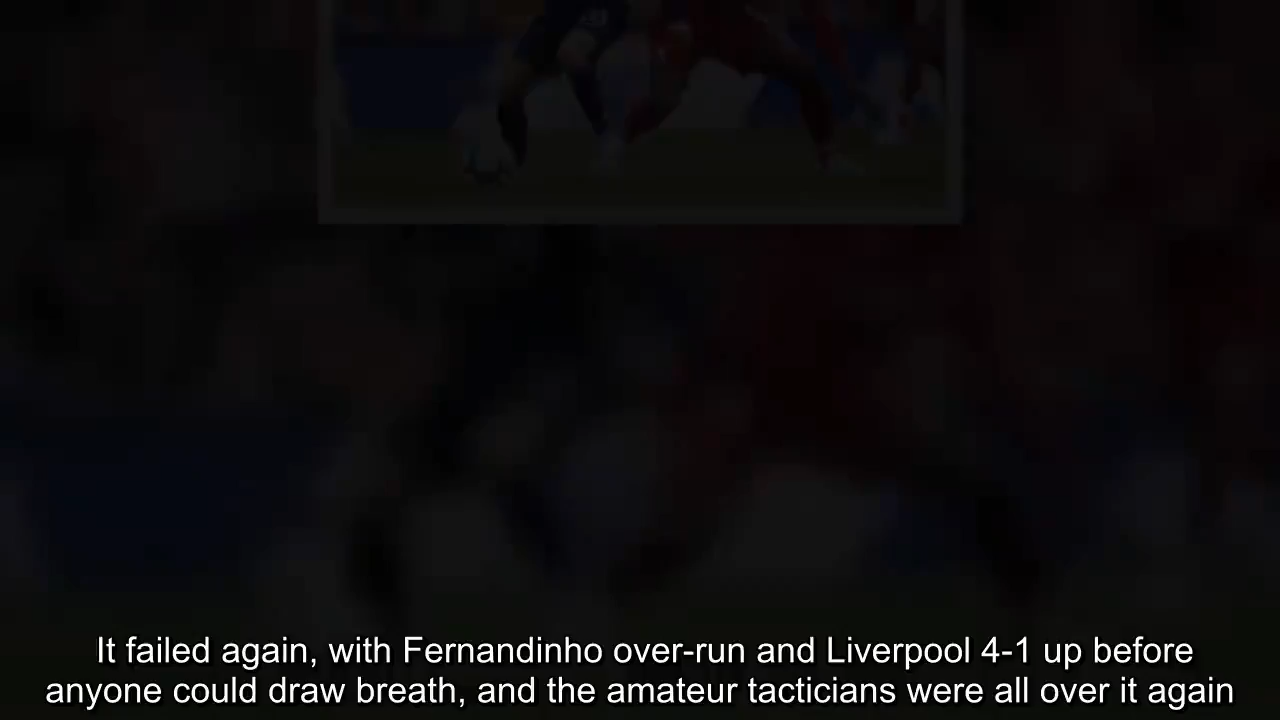 It failed again, with Fernandinho over-run and Liverpool 4-1 up before
anyone could draw breath, and the amateur tacticians were all over it again